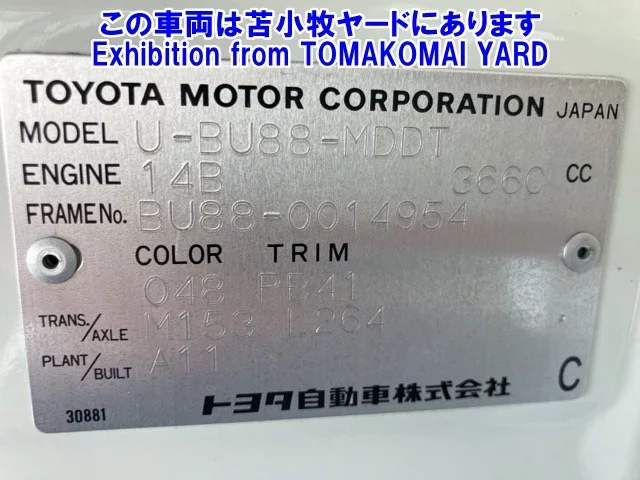 この車両は苫小牧ヤードにあります
Exhibition from TOMAKOMAI YARD
TOYOTA MOTOR CORPORATION JAPAN
MODEL U-BU88-MDDT
ENGINE 14B 3660 CC
FRAME No. BU88-0014954
COLOR TRIM
048 PB41
TRANS./AXLE M153 L264
PLANT/BUILT A11
トヨタ自動車株式会社 C
30881